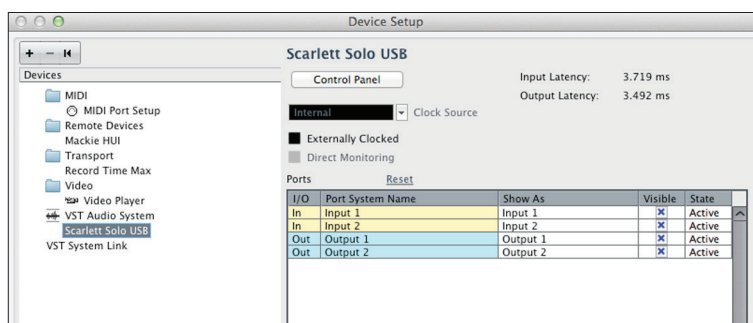 Device Setup
+ − I◀
Devices
MIDI
MIDI Port Setup
Remote Devices
Mackie HUI
Transport
Record Time Max
Video
Video Player
VST Audio System
Scarlett Solo USB
VST System Link
Scarlett Solo USB
Control Panel
Input Latency: 3.719 ms
Output Latency: 3.492 ms
Internal Clock Source
Externally Clocked
Direct Monitoring
Ports Reset
I/O Port System Name Show As Visible State
In Input 1 Input 1 X Active
In Input 2 Input 2 X Active
Out Output 1 Output 1 X Active
Out Output 2 Output 2 X Active